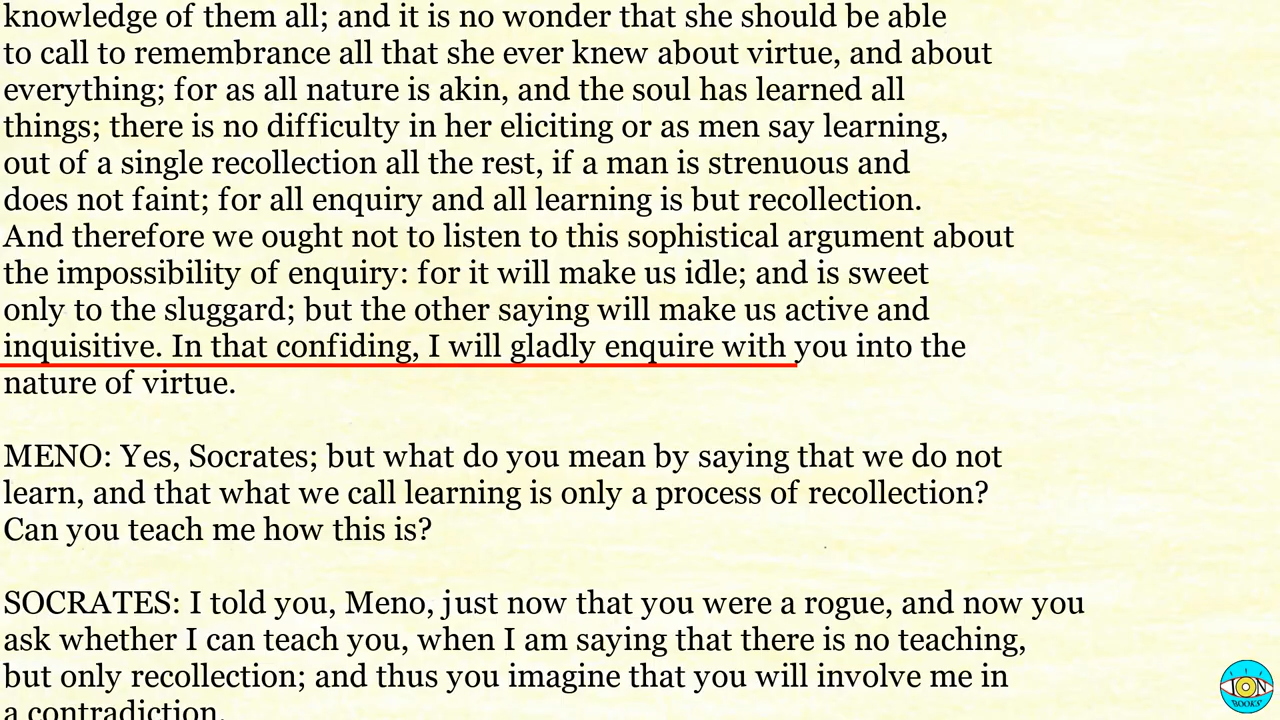 knowledge of them all; and it is no wonder that she should be able
to call to remembrance all that she ever knew about virtue, and about
everything; for as all nature is akin, and the soul has learned all
things; there is no difficulty in her eliciting or as men say learning,
out of a single recollection all the rest, if a man is strenuous and
does not faint; for all enquiry and all learning is but recollection.
And therefore we ought not to listen to this sophistical argument about
the impossibility of enquiry: for it will make us idle; and is sweet
only to the sluggard; but the other saying will make us active and
inquisitive. In that confiding, I will gladly enquire with you into the
nature of virtue.
MENO: Yes, Socrates; but what do you mean by saying that we do not
learn, and that what we call learning is only a process of recollection?
Can you teach me how this is?
SOCRATES: I told you, Meno, just now that you were a rogue, and now you
ask whether I can teach you, when I am saying that there is no teaching,
but only recollection; and thus you imagine that you will involve me in
a contradiction.
ION
BOOKS